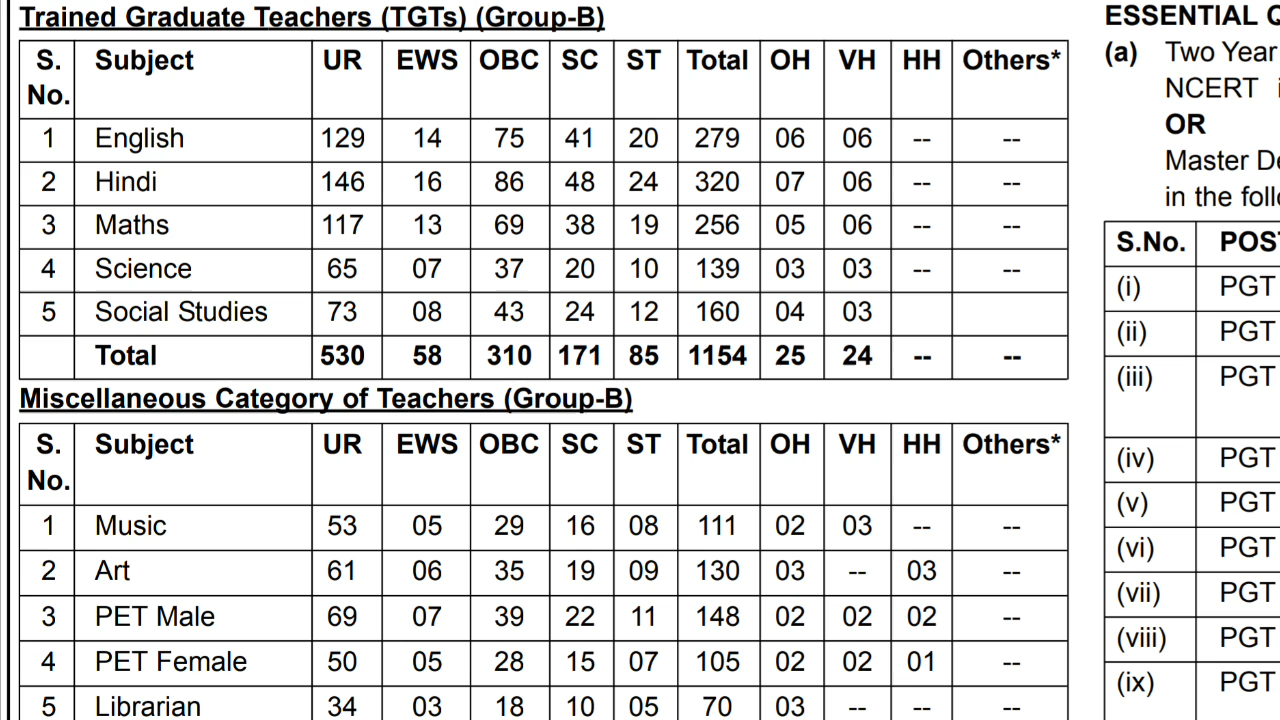 Trained Graduate Teachers (TGTs) (Group-B)
S. No. Subject UR EWS OBC SC ST Total OH VH HH Others*
1 English 129 14 75 41 20 279 06 06 -- --
2 Hindi 146 16 86 48 24 320 07 06 -- --
3 Maths 117 13 69 38 19 256 05 06 -- --
4 Science 65 07 37 20 10 139 03 03 -- --
5 Social Studies 73 08 43 24 12 160 04 03
Total 530 58 310 171 85 1154 25 24 -- --
Miscellaneous Category of Teachers (Group-B)
S. No. Subject UR EWS OBC SC ST Total OH VH HH Others*
1 Music 53 05 29 16 08 111 02 03 -- --
2 Art 61 06 35 19 09 130 03 -- 03 --
3 PET Male 69 07 39 22 11 148 02 02 02 --
4 PET Female 50 05 28 15 07 105 02 02 01 --
5 Librarian 34 03 18 10 05 70 03 -- -- --
ESSENTIAL
(a) Two Year
NCERT
OR
Master
in the
S.No.
(i) PGT
(ii) PGT
(iii) PGT
(iv) PGT
(v) PGT
(vi) PGT
(vii) PGT
(viii) PGT
(ix) PGT